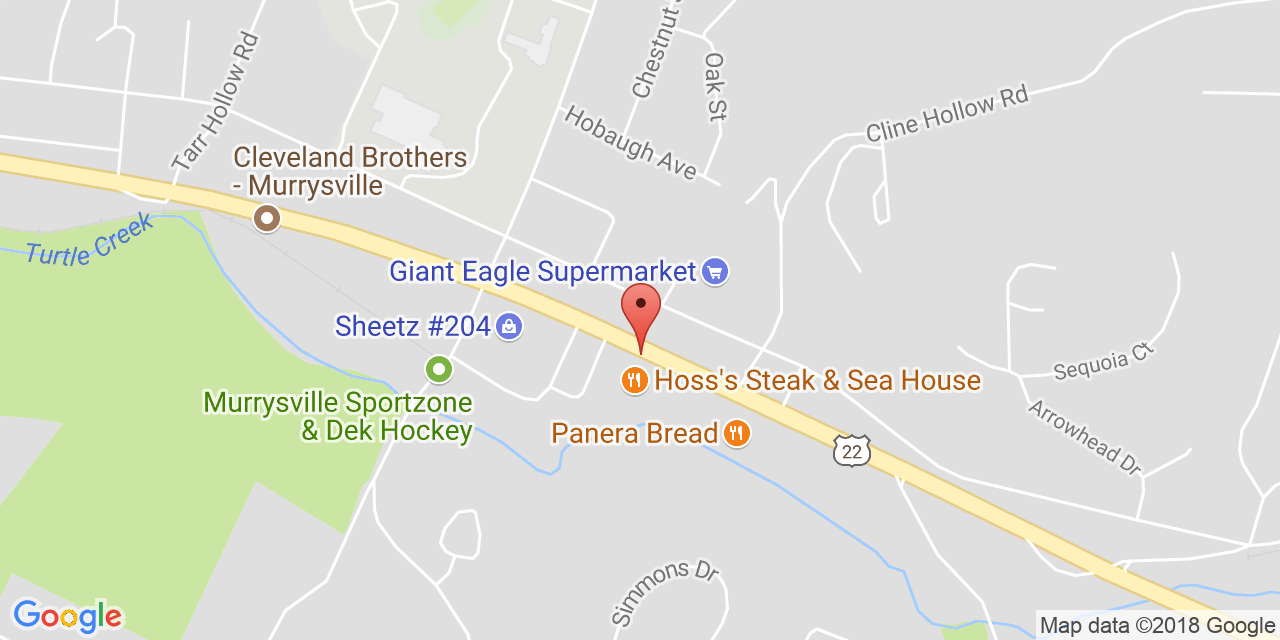 Chestnut S
Oak St
Tarr Hollow Rd
Hobaugh Ave
Cline Hollow Rd
Cleveland Brothers
- Murrysville
Turtle Creek
Giant Eagle Supermarket
Sheetz #204
Sequoia Ct
Hoss's Steak & Sea House
Murrysville Sportzone
& Dek Hockey
Arrowhead Dr
Panera Bread
22
Simmons Dr
Google
Map data ©2018 Google